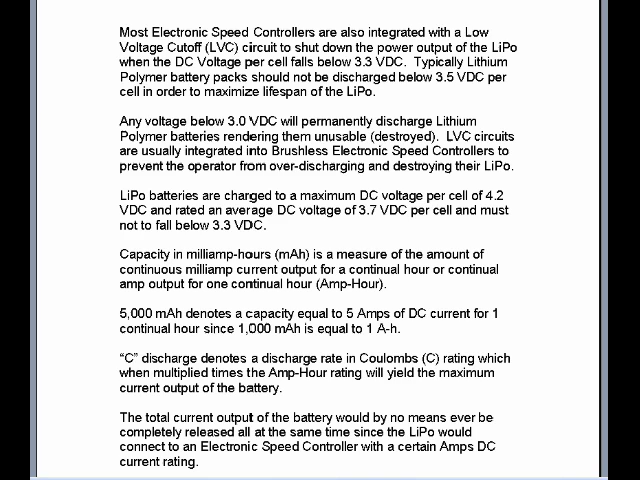 Most Electronic Speed Controllers are also integrated with a Low
Voltage Cutoff (LVC) circuit to shut down the power output of the LiPo
when the DC Voltage per cell falls below 3.3 VDC. Typically Lithium
Polymer battery packs should not be discharged below 3.5 VDC per
cell in order to maximize lifespan of the LiPo.
Any voltage below 3.0 VDC will permanently discharge Lithium
Polymer batteries rendering them unusable (destroyed). LVC circuits
are usually integrated into Brushless Electronic Speed Controllers to
prevent the operator from over-discharging and destroying their LiPo.
LiPo batteries are charged to a maximum DC voltage per cell of 4.2
VDC and rated an average DC voltage of 3.7 VDC per cell and must
not to fall below 3.3 VDC.
Capacity in milliamp-hours (mAh) is a measure of the amount of
continuous milliamp current output for a continual hour or continual
amp output for one continual hour (Amp-Hour).
5,000 mAh denotes a capacity equal to 5 Amps of DC current for 1
continual hour since 1,000 mAh is equal to 1 A-h.
“C” discharge denotes a discharge rate in Coulombs (C) rating which
when multiplied times the Amp-Hour rating will yield the maximum
current output of the battery.
The total current output of the battery would by no means ever be
completely released all at the same time since the LiPo would
connect to an Electronic Speed Controller with a certain Amps DC
current rating.